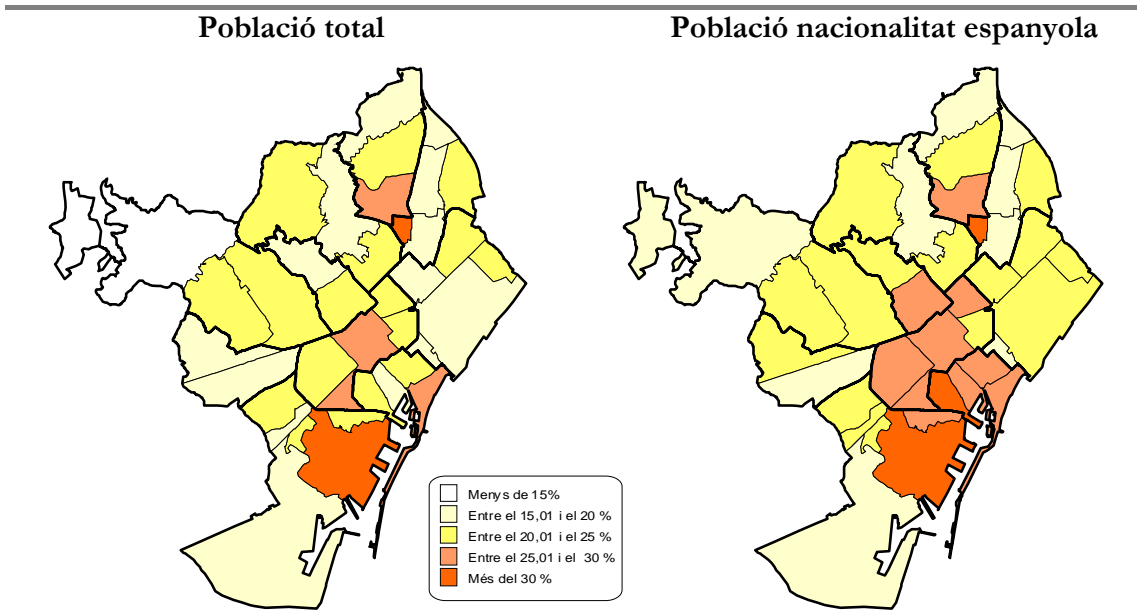 Població total
Població nacionalitat espanyola
Menys de 15%
Entre el 15,01 i el 20 %
Entre el 20,01 i el 25 %
Entre el 25,01 i el 30 %
Més del 30 %